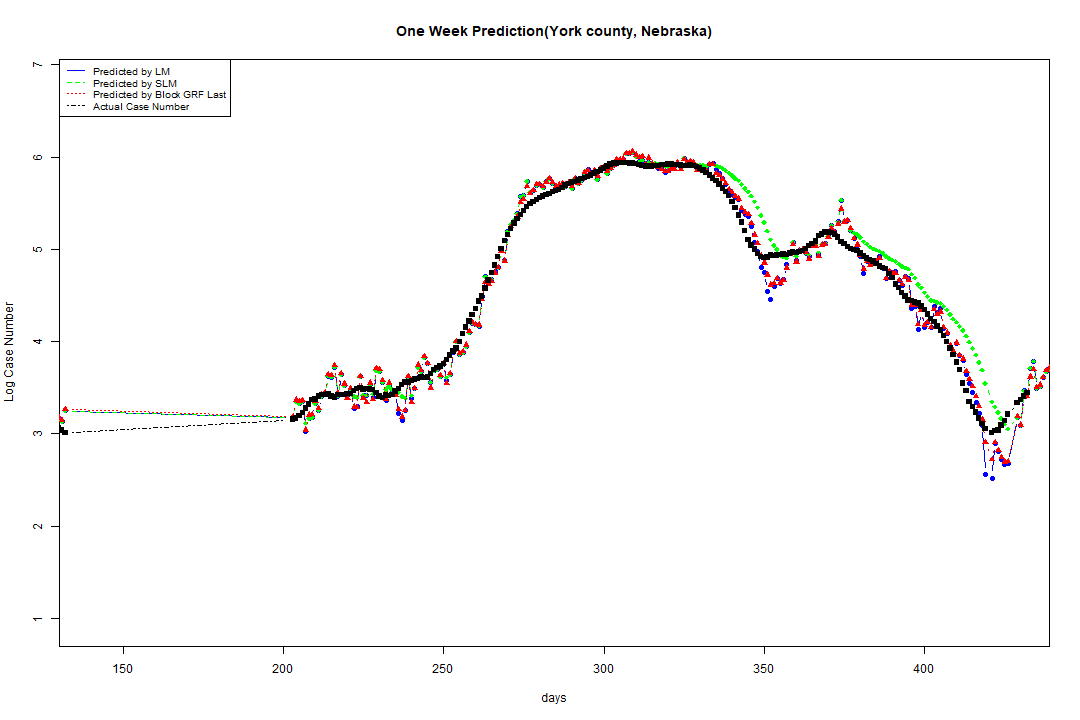 One Week Prediction(York county, Nebraska)
Predicted by LM
Predicted by SLM
Predicted by Block GRF Last
Actual Case Number
7
6
5
4
3
2
1
Log Case Number
150 200 250 300 350 400
days